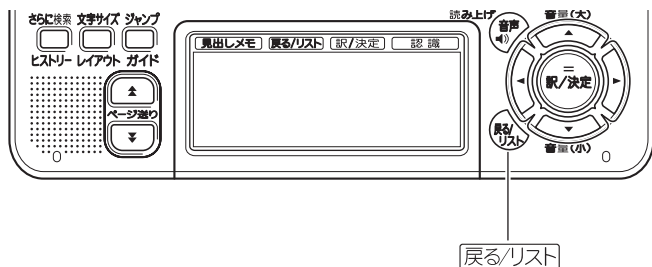 さらに検索 文字サイズ ジャンプ
読み上げ 音量(大)
音声
見出しメモ 戻る/リスト 訳/決定 認識
ヒストリー レイアウト ガイド
=
訳/決定
ページ送り
戻る/
リスト
音量(小)
戻る/リスト